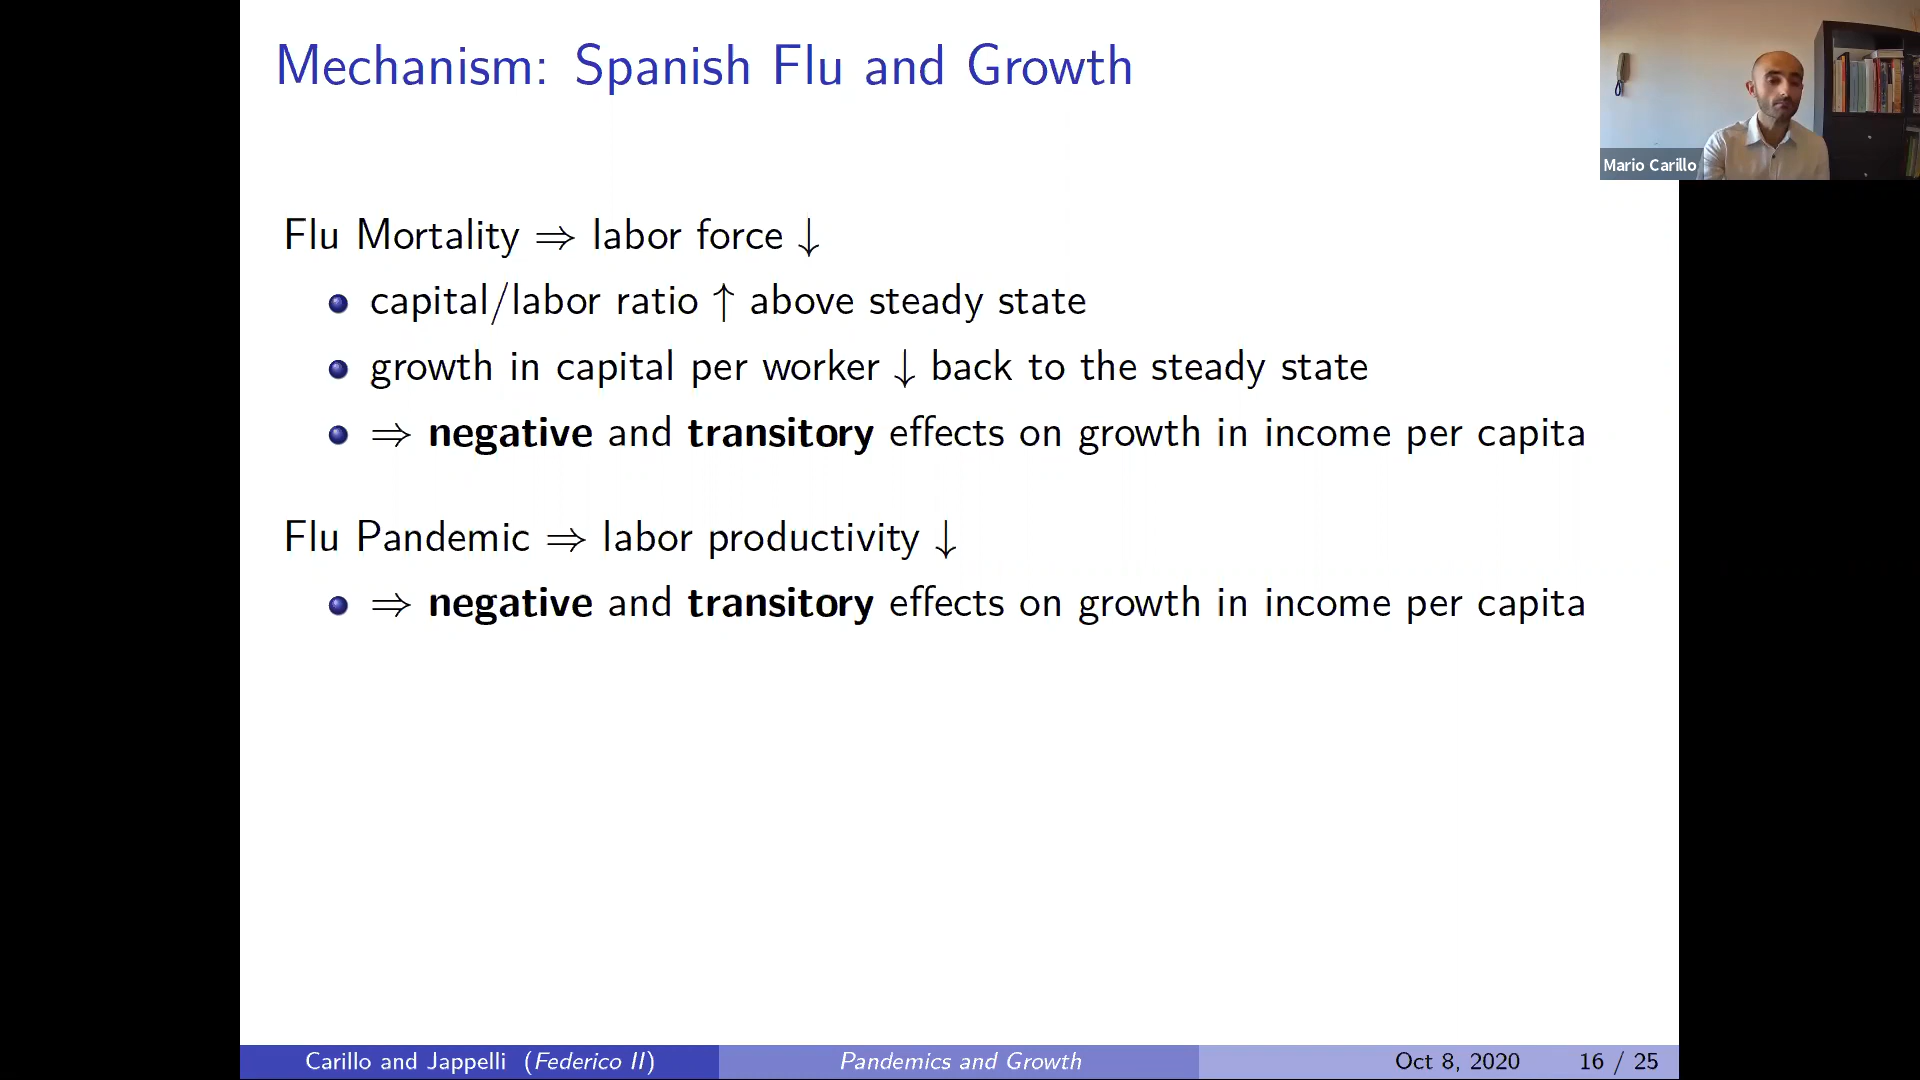 Mechanism: Spanish Flu and Growth
Mario Carillo
Flu Mortality ⇒ labor force ↓
capital/labor ratio ↑ above steady state
growth in capital per worker ↓ back to the steady state
⇒ negative and transitory effects on growth in income per capita
Flu Pandemic ⇒ labor productivity ↓
⇒ negative and transitory effects on growth in income per capita
Carillo and Jappelli (Federico II) Pandemics and Growth Oct 8, 2020 16 / 25